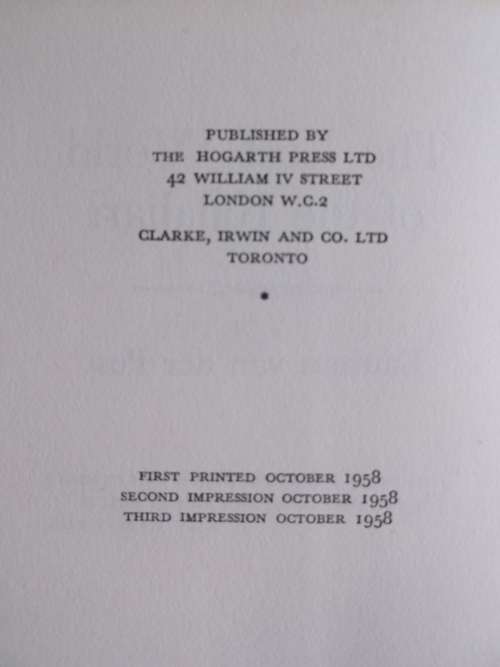 PUBLISHED BY
THE HOGARTH PRESS LTD
42 WILLIAM IV STREET
LONDON W.C.2
CLARKE, IRWIN AND CO. LTD
TORONTO
FIRST PRINTED OCTOBER 1958
SECOND IMPRESSION OCTOBER 1958
THIRD IMPRESSION OCTOBER 1958